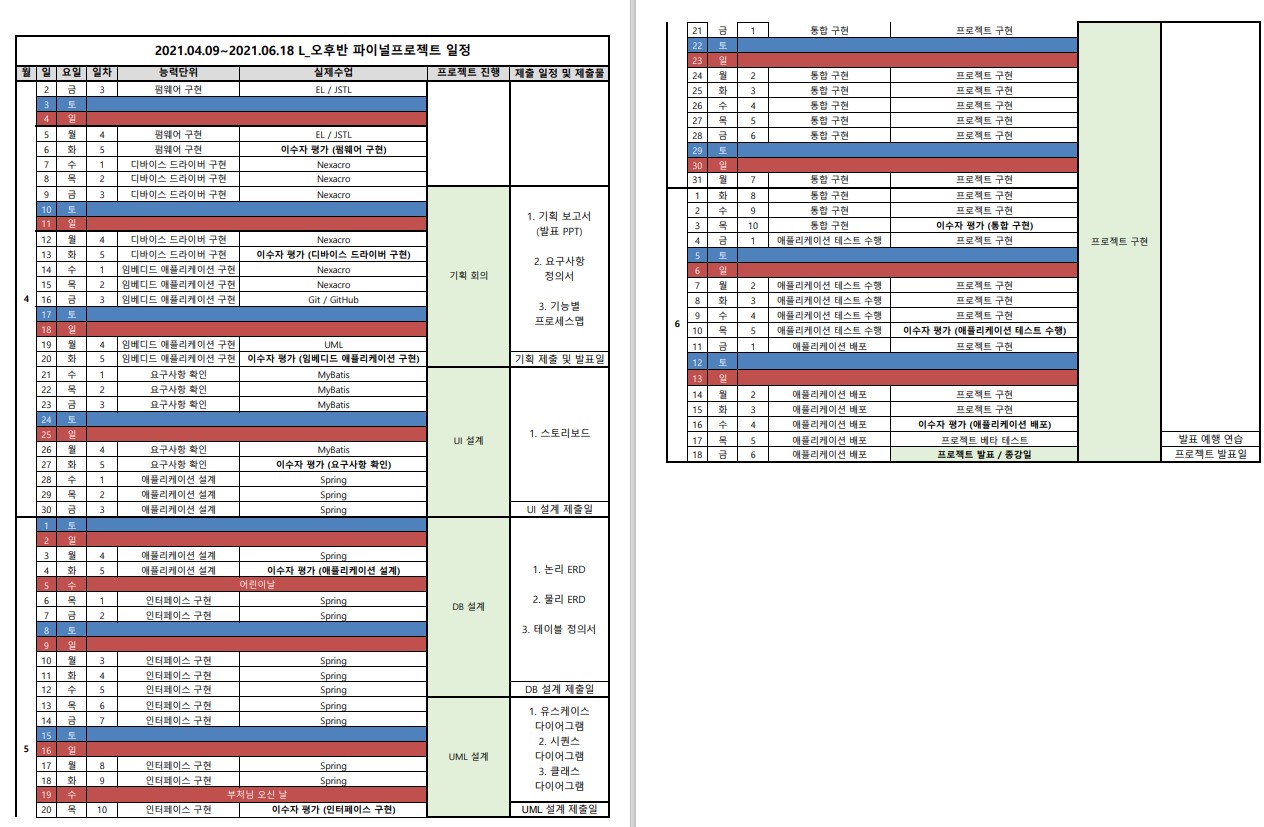 2021.04.09~2021.06.18 L_오후반 파이널프로젝트 일정
월 일 요일 일차 능력단위 실제수업 프로젝트 진행 제출 일정 및 제출물
4
2 금 3 펌웨어 구현 EL / JSTL
3 토
4 일
5 월 4 펌웨어 구현 EL / JSTL
6 화 5 펌웨어 구현 이수자 평가 (펌웨어 구현)
7 수 1 디바이스 드라이버 구현 Nexacro
8 목 2 디바이스 드라이버 구현 Nexacro
9 금 3 디바이스 드라이버 구현 Nexacro
10 토
11 일
12 월 4 디바이스 드라이버 구현 Nexacro
13 화 5 디바이스 드라이버 구현 이수자 평가 (디바이스 드라이버 구현)
14 수 1 임베디드 애플리케이션 구현 Nexacro
15 목 2 임베디드 애플리케이션 구현 Nexacro
16 금 3 임베디드 애플리케이션 구현 Git / GitHub
17 토
18 일
19 월 4 임베디드 애플리케이션 구현 UML
20 화 5 임베디드 애플리케이션 구현 이수자 평가 (임베디드 애플리케이션 구현)
기획 회의
1. 기획 보고서
(발표 PPT)
2. 요구사항
정의서
3. 기능별
프로세스맵
기획 제출 및 발표일
21 수 1 요구사항 확인 MyBatis
22 목 2 요구사항 확인 MyBatis
23 금 3 요구사항 확인 MyBatis
24 토
25 일
26 월 4 요구사항 확인 MyBatis
27 화 5 요구사항 확인 이수자 평가 (요구사항 확인)
28 수 1 애플리케이션 설계 Spring
29 목 2 애플리케이션 설계 Spring
30 금 3 애플리케이션 설계 Spring
UI 설계
1. 스토리보드
UI 설계 제출일
5
1 토
2 일
3 월 4 애플리케이션 설계 Spring
4 화 5 애플리케이션 설계 이수자 평가 (애플리케이션 설계)
5 수 어린이날
6 목 1 인터페이스 구현 Spring
7 금 2 인터페이스 구현 Spring
8 토
9 일
10 월 3 인터페이스 구현 Spring
11 화 4 인터페이스 구현 Spring
12 수 5 인터페이스 구현 Spring
DB 설계
1. 논리 ERD
2. 물리 ERD
3. 테이블 정의서
DB 설계 제출일
13 목 6 인터페이스 구현 Spring
14 금 7 인터페이스 구현 Spring
15 토
16 일
17 월 8 인터페이스 구현 Spring
18 화 9 인터페이스 구현 Spring
19 수 부처님 오신 날
20 목 10 인터페이스 구현 이수자 평가 (인터페이스 구현)
UML 설계
1. 유스케이스
다이어그램
2. 시퀀스
다이어그램
3. 클래스
다이어그램
UML 설계 제출일
21 금 1 통합 구현 프로젝트 구현
22 토
23 일
24 월 2 통합 구현 프로젝트 구현
25 화 3 통합 구현 프로젝트 구현
26 수 4 통합 구현 프로젝트 구현
27 목 5 통합 구현 프로젝트 구현
28 금 6 통합 구현 프로젝트 구현
29 토
30 일
31 월 7 통합 구현 프로젝트 구현
6
1 화 8 통합 구현 프로젝트 구현
2 수 9 통합 구현 프로젝트 구현
3 목 10 통합 구현 이수자 평가 (통합 구현)
4 금 1 애플리케이션 테스트 수행 프로젝트 구현
5 토
6 일
7 월 2 애플리케이션 테스트 수행 프로젝트 구현
8 화 3 애플리케이션 테스트 수행 프로젝트 구현
9 수 4 애플리케이션 테스트 수행 프로젝트 구현
10 목 5 애플리케이션 테스트 수행 이수자 평가 (애플리케이션 테스트 수행)
11 금 1 애플리케이션 배포 프로젝트 구현
12 토
13 일
14 월 2 애플리케이션 배포 프로젝트 구현
15 화 3 애플리케이션 배포 프로젝트 구현
16 수 4 애플리케이션 배포 이수자 평가 (애플리케이션 배포)
17 목 5 애플리케이션 배포 프로젝트 베타 테스트
18 금 6 애플리케이션 배포 프로젝트 발표 / 종강일
프로젝트 구현
발표 예행 연습
프로젝트 발표일